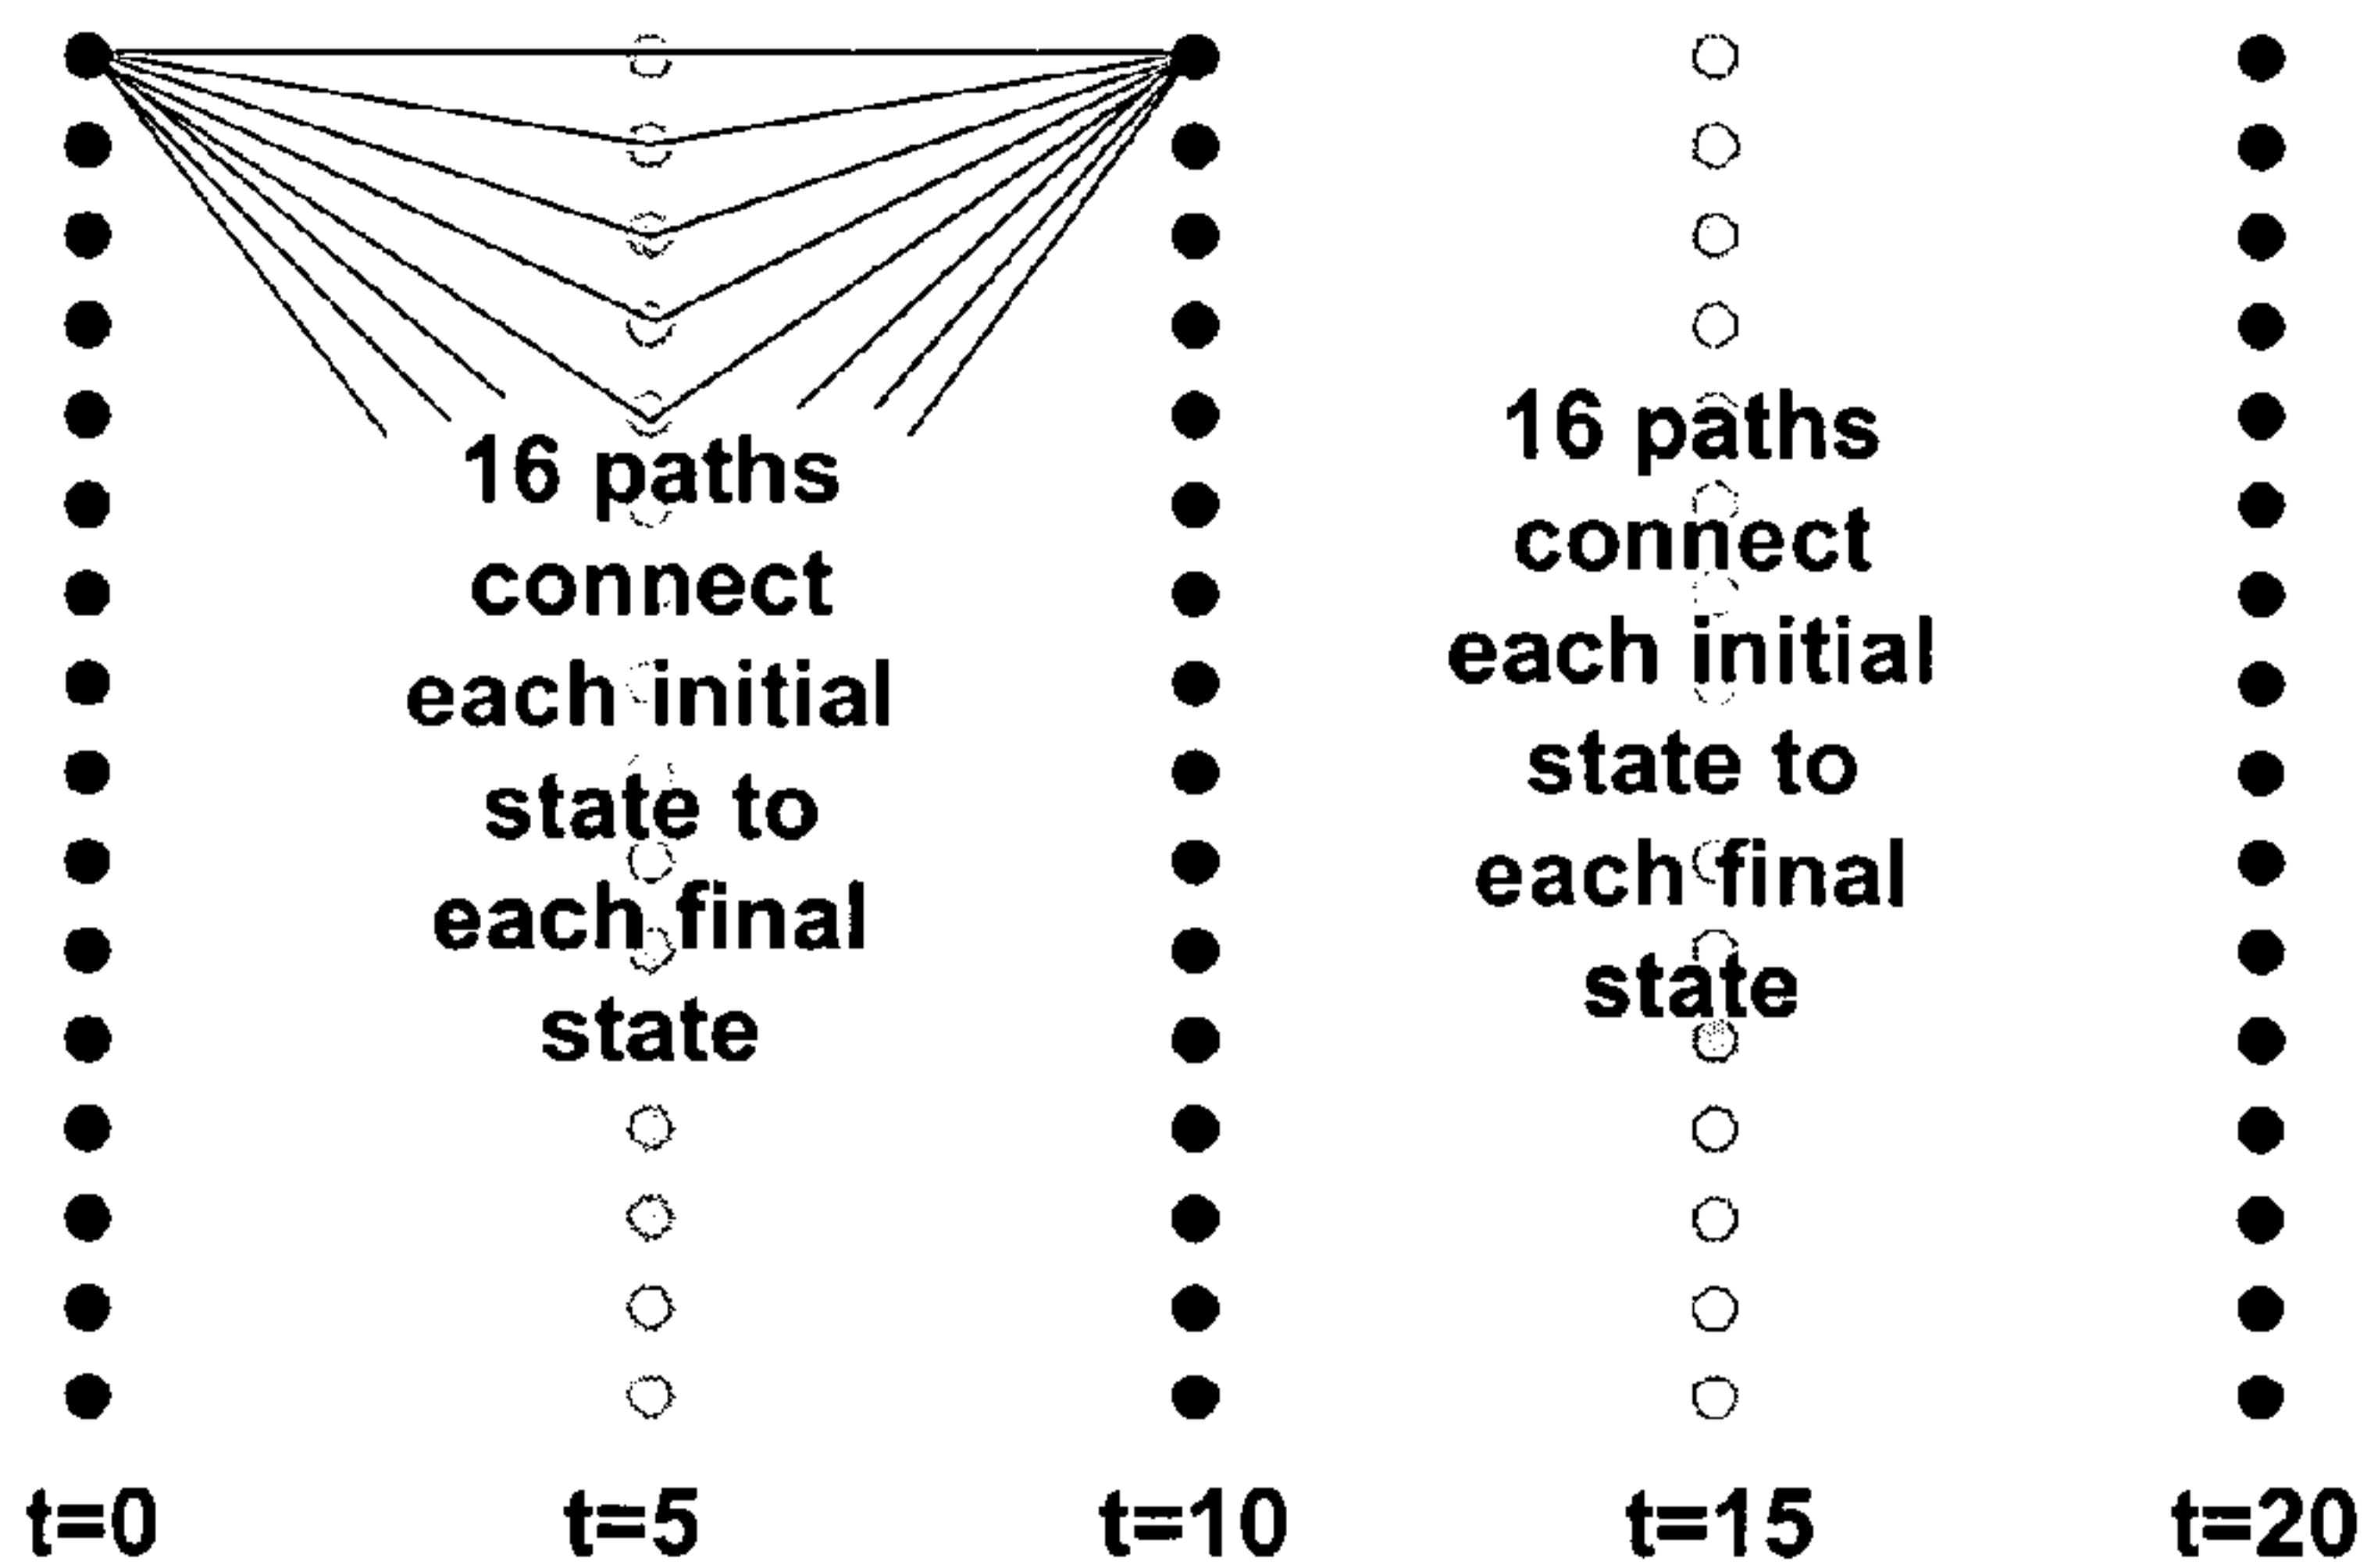 16 paths
connect
each initial
state to
each final
state
16 paths
connect
each initial
state to
each final
state
t=0 t=5 t=10 t=15 t=20